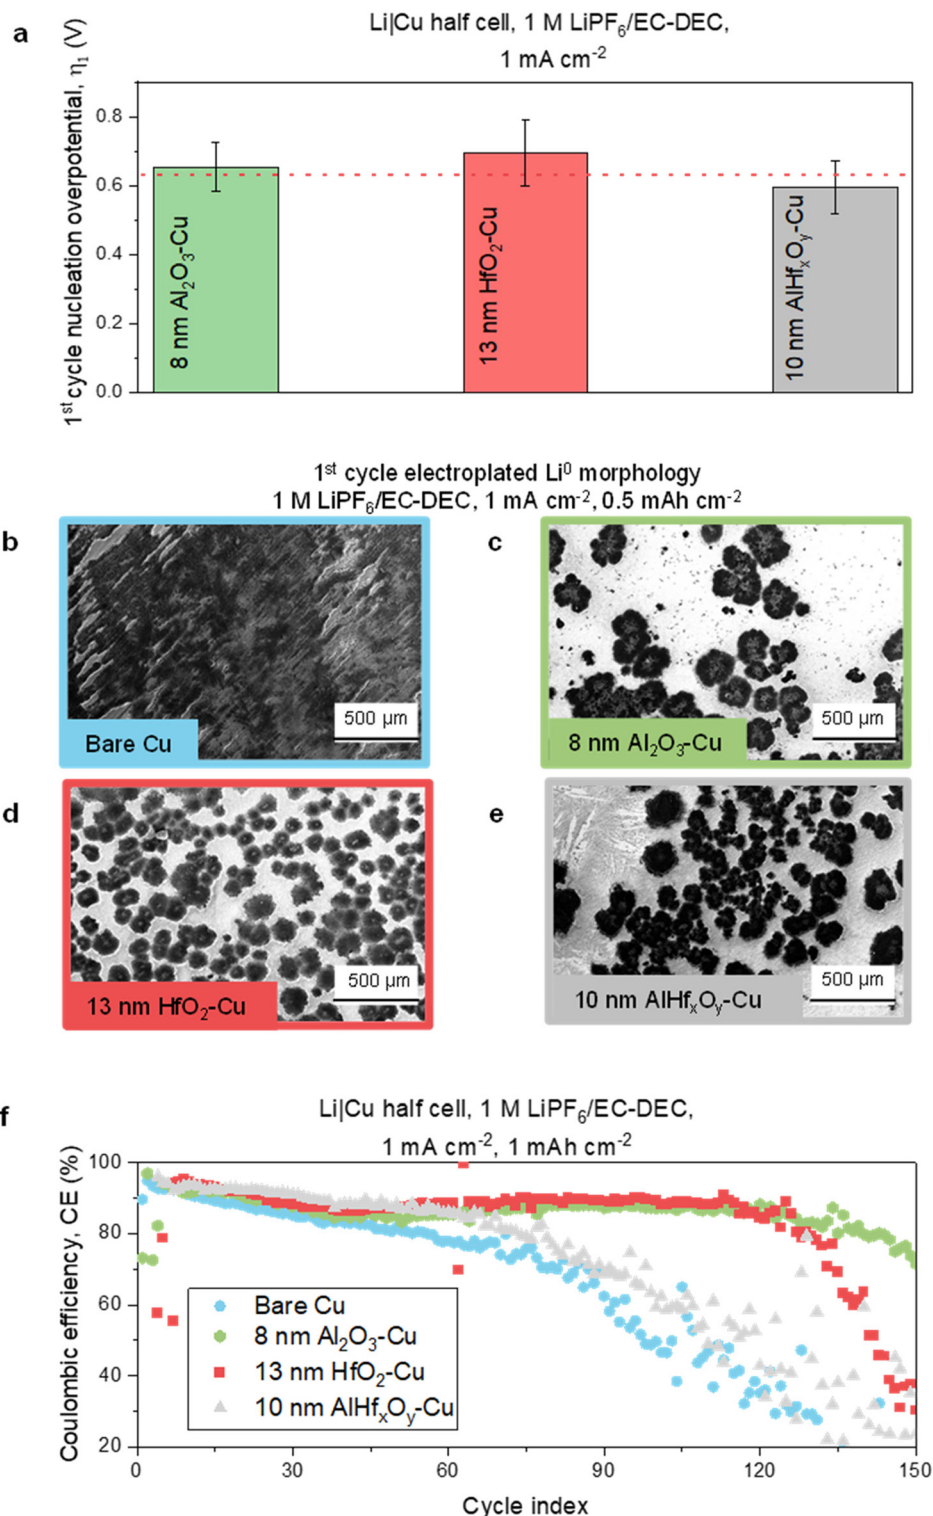 a
Li|Cu half cell, 1 M LiPF₆/EC-DEC,
1 mA cm⁻²
1ˢᵗ cycle nucleation overpotential, η₁ (V)
0.8
0.6
0.4
0.2
0.0
8 nm Al₂O₃-Cu
13 nm HfO₂-Cu
10 nm AlHfₓOᵧ-Cu
1ˢᵗ cycle electroplated Li⁰ morphology
1 M LiPF₆/EC-DEC, 1 mA cm⁻², 0.5 mAh cm⁻²
b
500 µm
Bare Cu
c
500 µm
8 nm Al₂O₃-Cu
d
500 µm
13 nm HfO₂-Cu
e
500 µm
10 nm AlHfₓOᵧ-Cu
f
Li|Cu half cell, 1 M LiPF₆/EC-DEC,
1 mA cm⁻², 1 mAh cm⁻²
Coulombic efficiency, CE (%)
100
80
60
40
20
Bare Cu
8 nm Al₂O₃-Cu
13 nm HfO₂-Cu
10 nm AlHfₓOᵧ-Cu
0
30
60
90
120
150
Cycle index